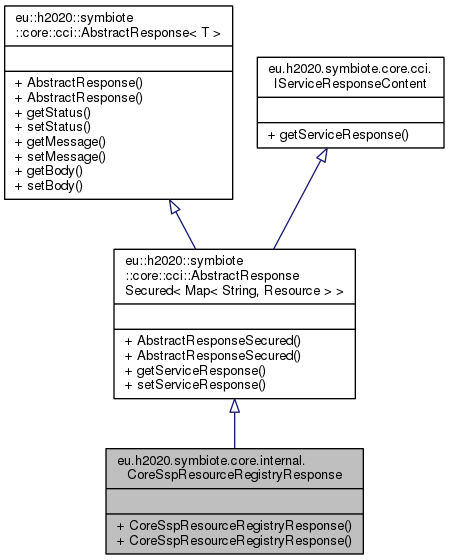 eu::h2020::symbiote
::core::cci::AbstractResponse< T >
+ AbstractResponse()
+ AbstractResponse()
+ getStatus()
+ setStatus()
+ getMessage()
+ setMessage()
+ getBody()
+ setBody()
eu.h2020.symbiote.core.cci.
IServiceResponseContent
+ getServiceResponse()
eu::h2020::symbiote
::core::cci::AbstractResponse
Secured< Map< String, Resource > >
+ AbstractResponseSecured()
+ AbstractResponseSecured()
+ getServiceResponse()
+ setServiceResponse()
eu.h2020.symbiote.core.internal.
CoreSspResourceRegistryResponse
+ CoreSspResourceRegistryResponse()
+ CoreSspResourceRegistryResponse()